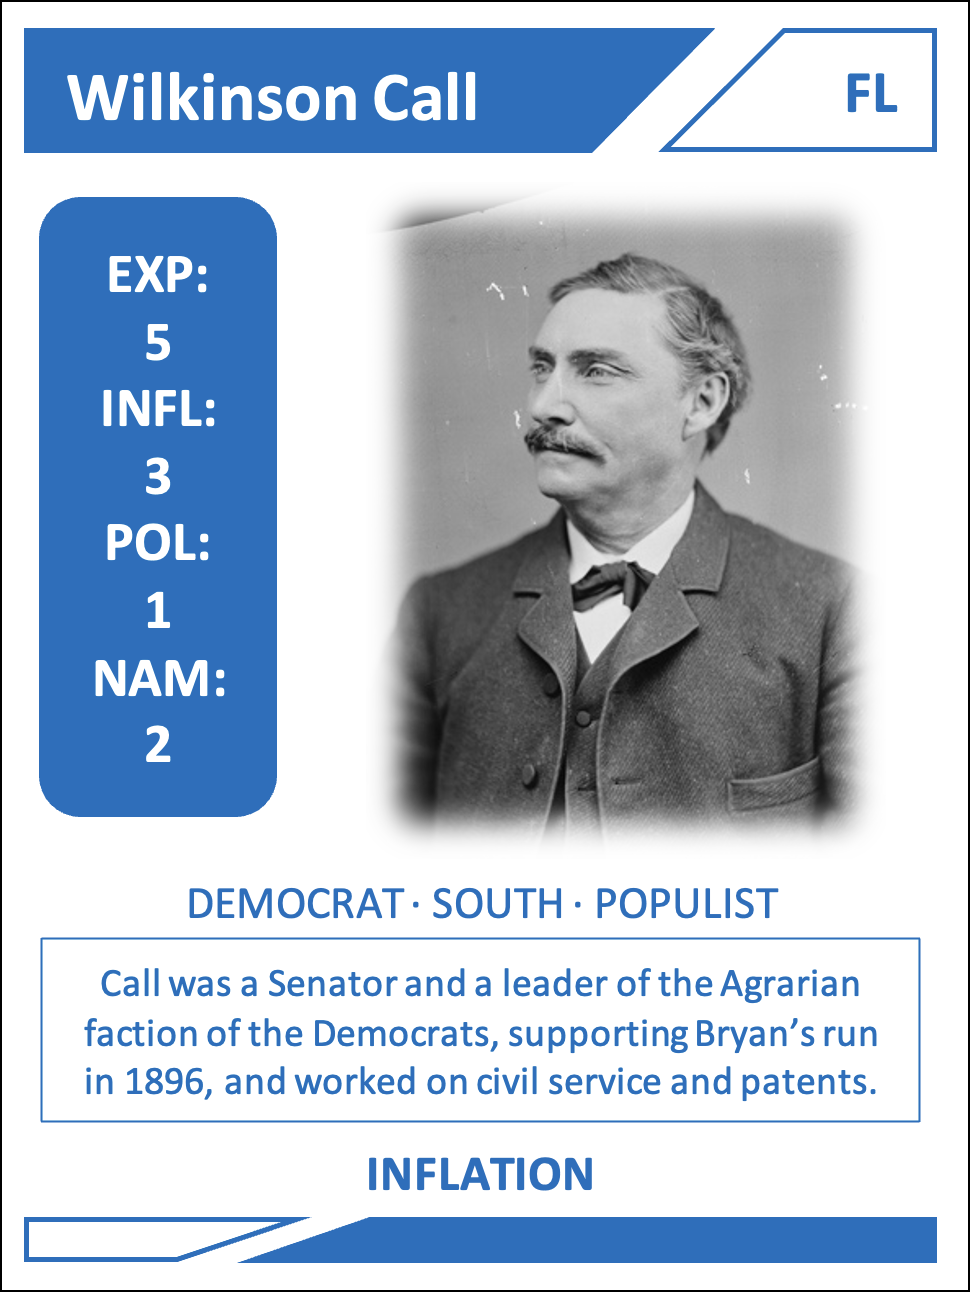 Wilkinson Call
FL
EXP:
5
INFL:
3
POL:
1
NAM:
2
DEMOCRAT · SOUTH · POPULIST
Call was a Senator and a leader of the Agrarian
faction of the Democrats, supporting Bryan’s run
in 1896, and worked on civil service and patents.
INFLATION